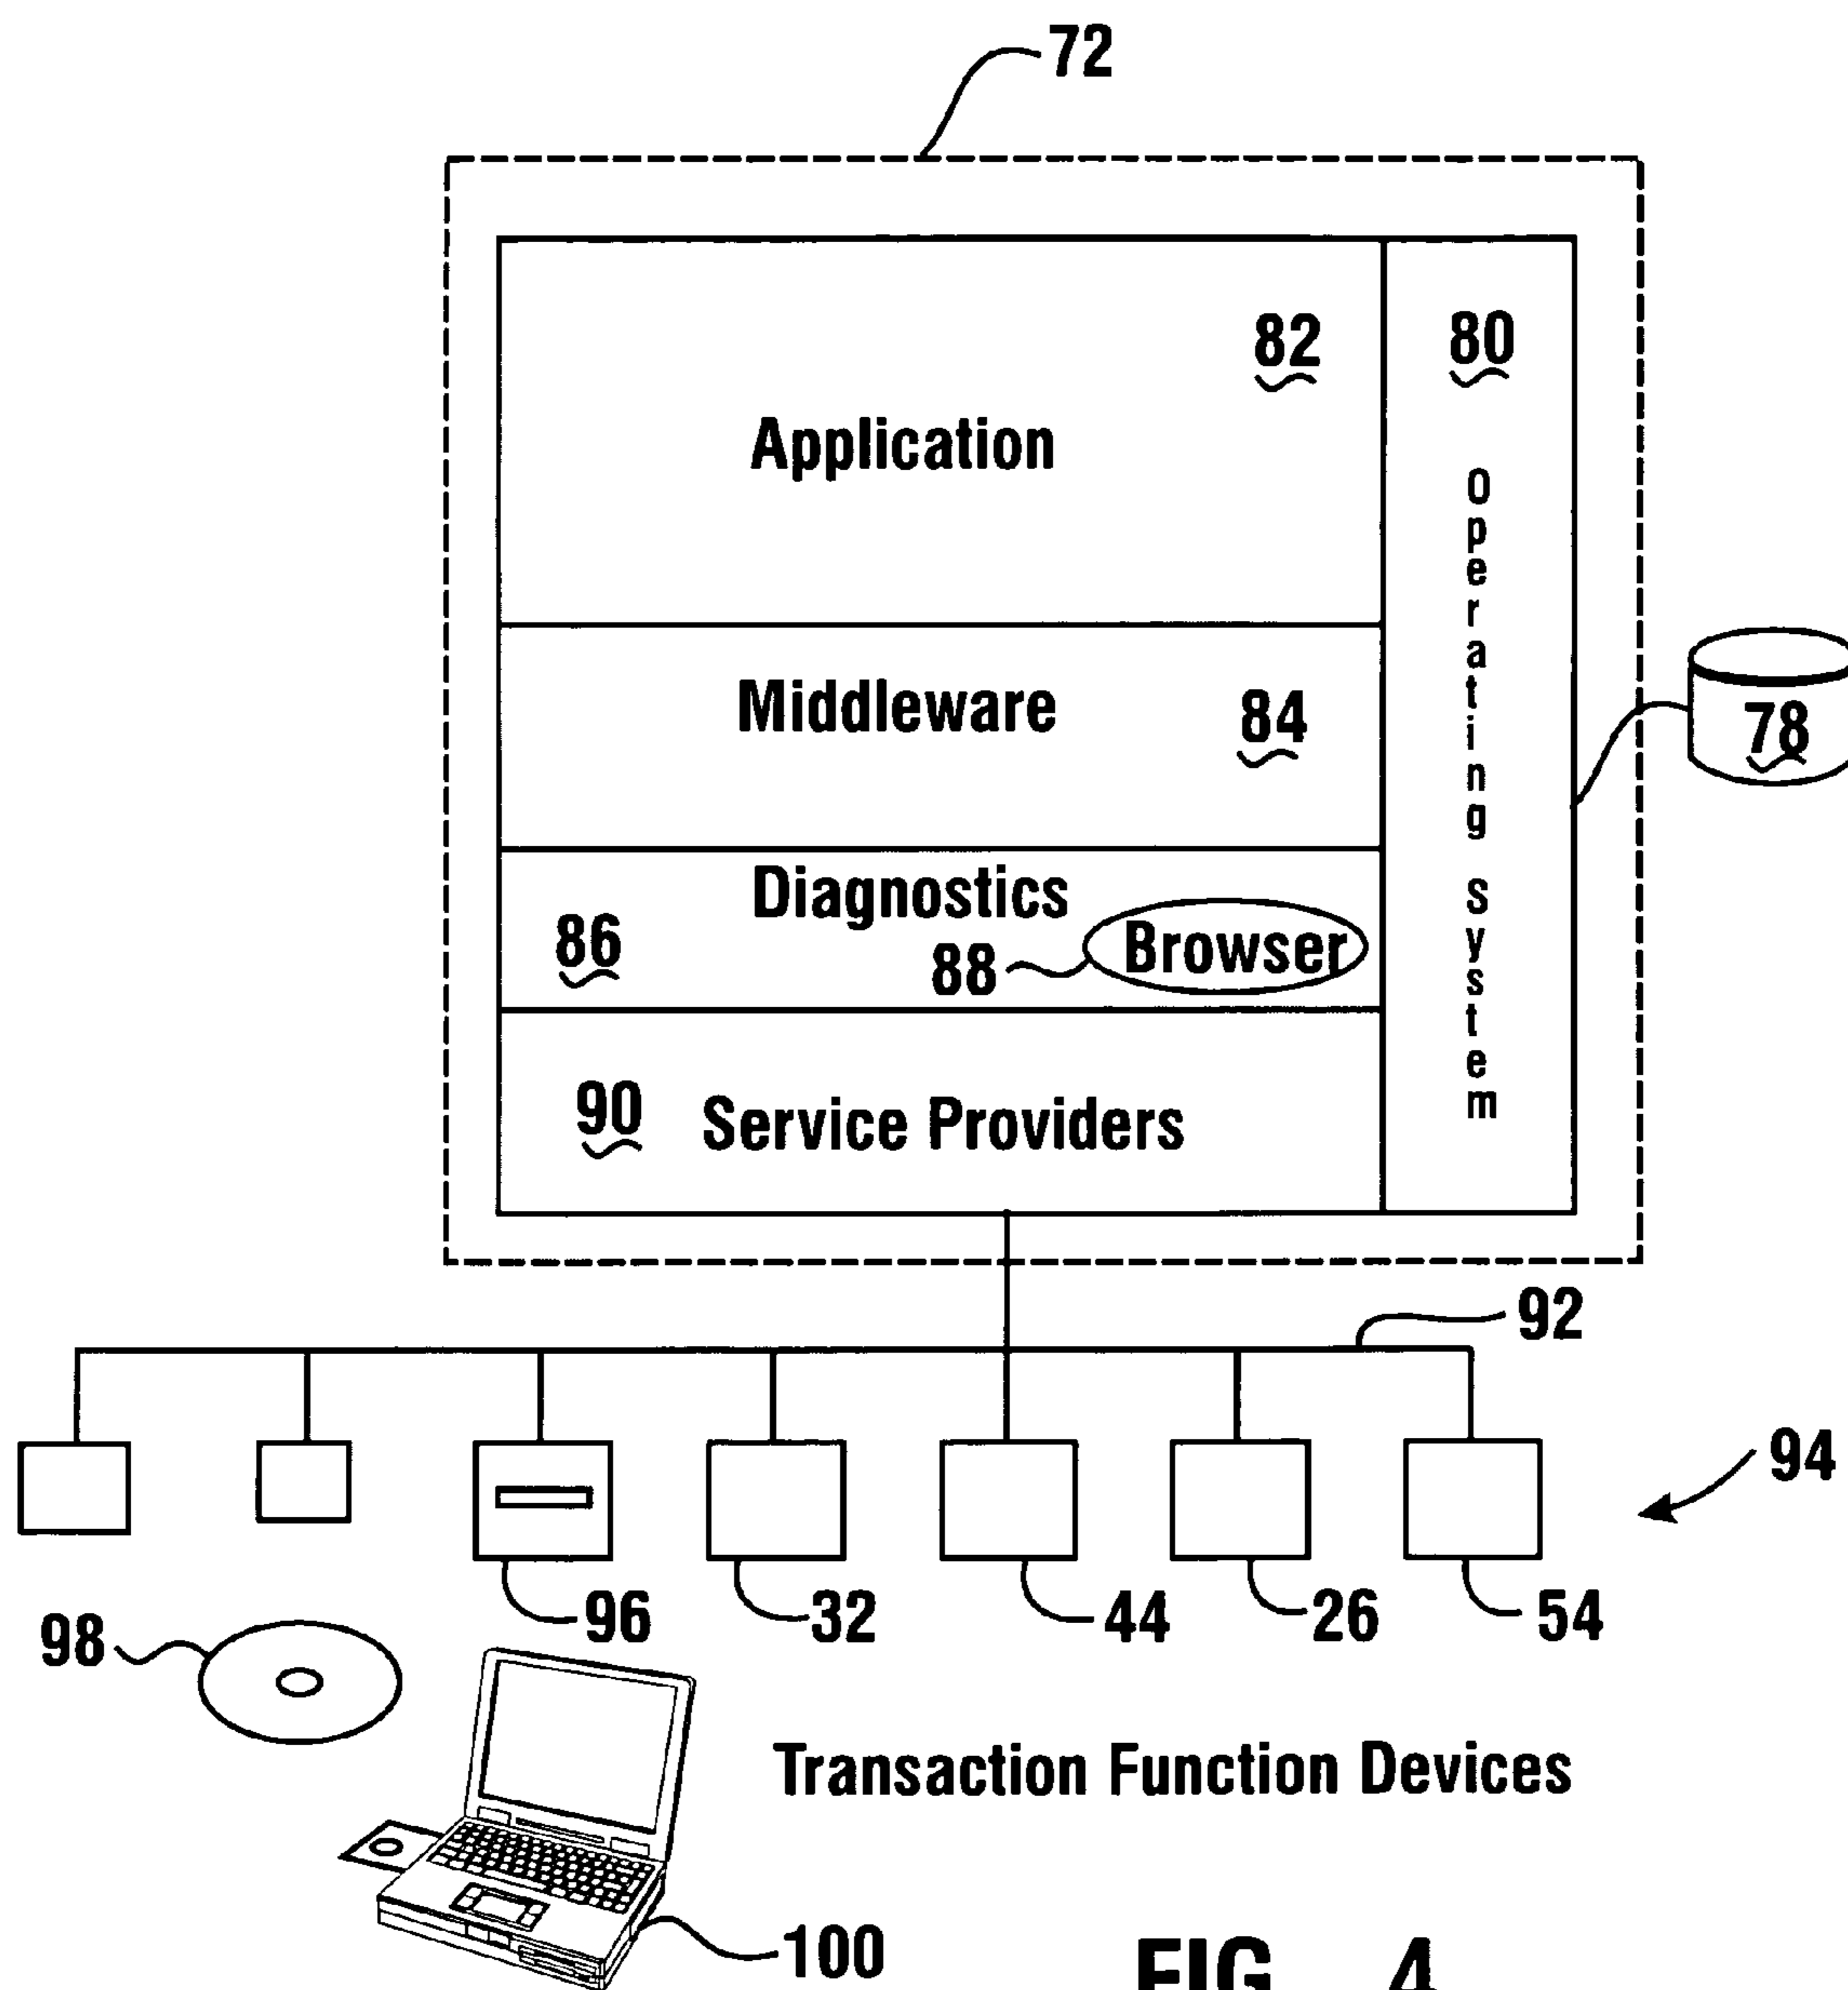 72
82
80
Application
Operating system
Middleware
84
78
Diagnostics
86
88
Browser
90
Service Providers
92
94
96
32
44
26
54
98
Transaction Function Devices
100
FIG. 4